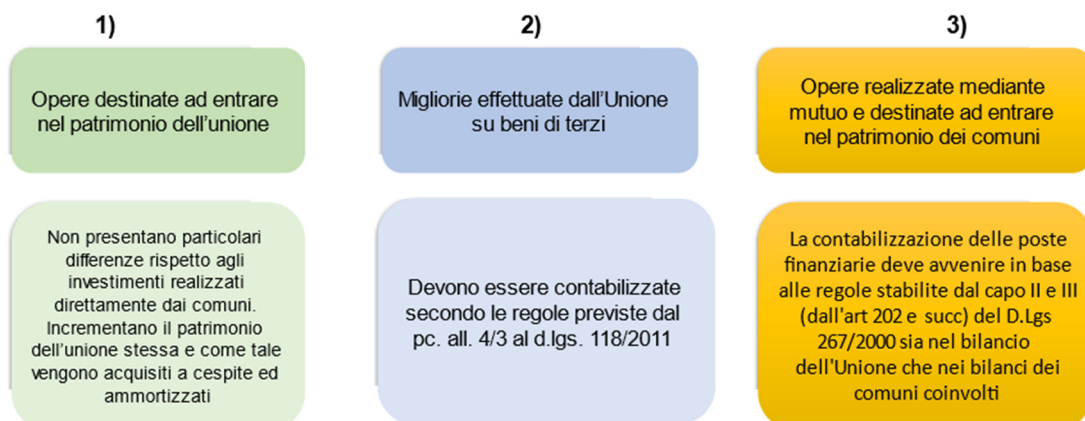 1)
Opere destinate ad entrare
nel patrimonio dell'unione
Non presentano particolari
differenze rispetto agli
investimenti realizzati
direttamente dai comuni.
Incrementano il patrimonio
dell'unione stessa e come tale
vengono acquisiti a cespite ed
ammortizzati
2)
Migliorie effettuate dall'Unione
su beni di terzi
Devono essere contabilizzate
secondo le regole previste dal
pc. all. 4/3 al d.lgs. 118/2011
3)
Opere realizzate mediante
mutuo e destinate ad entrare
nel patrimonio dei comuni
La contabilizzazione delle poste
finanziarie deve avvenire in base
alle regole stabilite dal capo II e III
(dall'art 202 e succ) del D.Lgs
267/2000 sia nel bilancio
dell'Unione che nei bilanci dei
comuni coinvolti